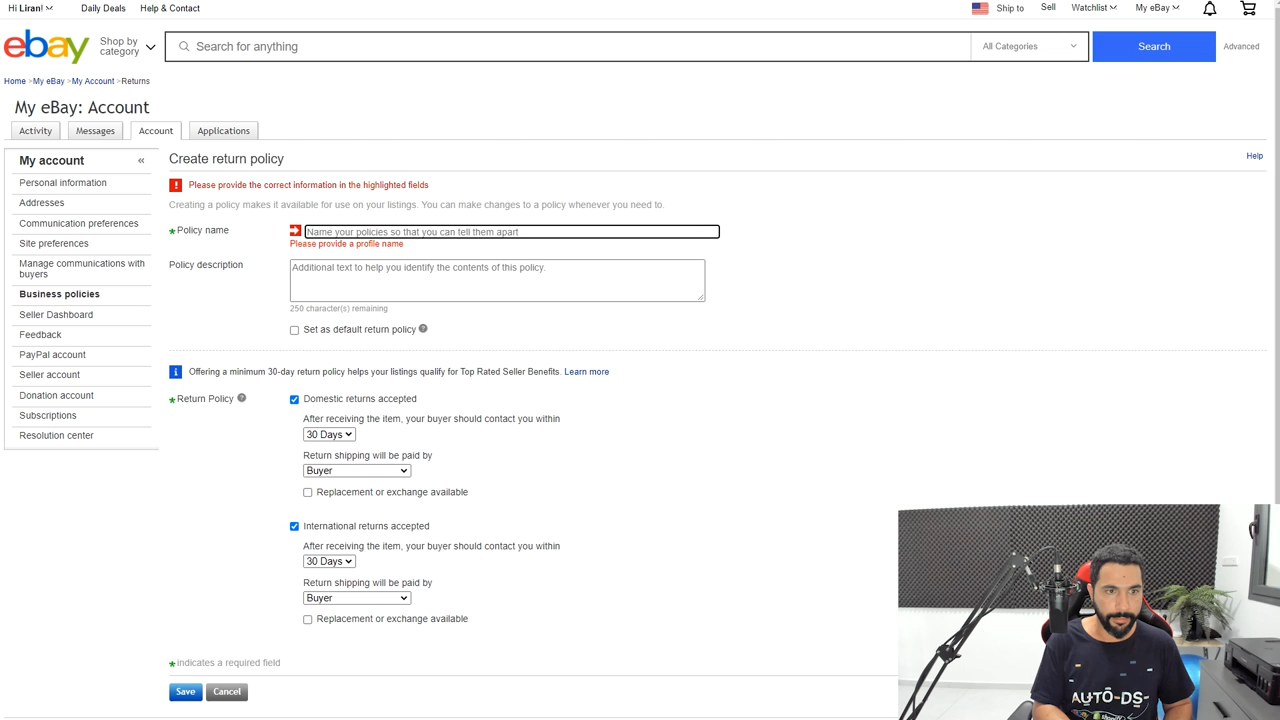 Hi Liran!
Daily Deals
Help & Contact
Ship to
Sell
Watchlist
My eBay
ebay
Shop by category
Search for anything
All Categories
Search
Advanced
Home > My eBay > My Account > Returns
My eBay: Account
Activity
Messages
Account
Applications
My account
«
Personal information
Addresses
Communication preferences
Site preferences
Manage communications with
buyers
Business policies
Seller Dashboard
Feedback
PayPal account
Seller account
Donation account
Subscriptions
Resolution center
Create return policy
Help
Please provide the correct information in the highlighted fields
Creating a policy makes it available for use on your listings. You can make changes to a policy whenever you need to.
* Policy name
Name your policies so that you can tell them apart
Please provide a profile name
Policy description
Additional text to help you identify the contents of this policy.
250 character(s) remaining
Set as default return policy ?
Offering a minimum 30-day return policy helps your listings qualify for Top Rated Seller Benefits. Learn more
* Return Policy ?
Domestic returns accepted
After receiving the item, your buyer should contact you within
30 Days
Return shipping will be paid by
Buyer
Replacement or exchange available
International returns accepted
After receiving the item, your buyer should contact you within
30 Days
Return shipping will be paid by
Buyer
Replacement or exchange available
* indicates a required field
Save
Cancel
AUTO-DS